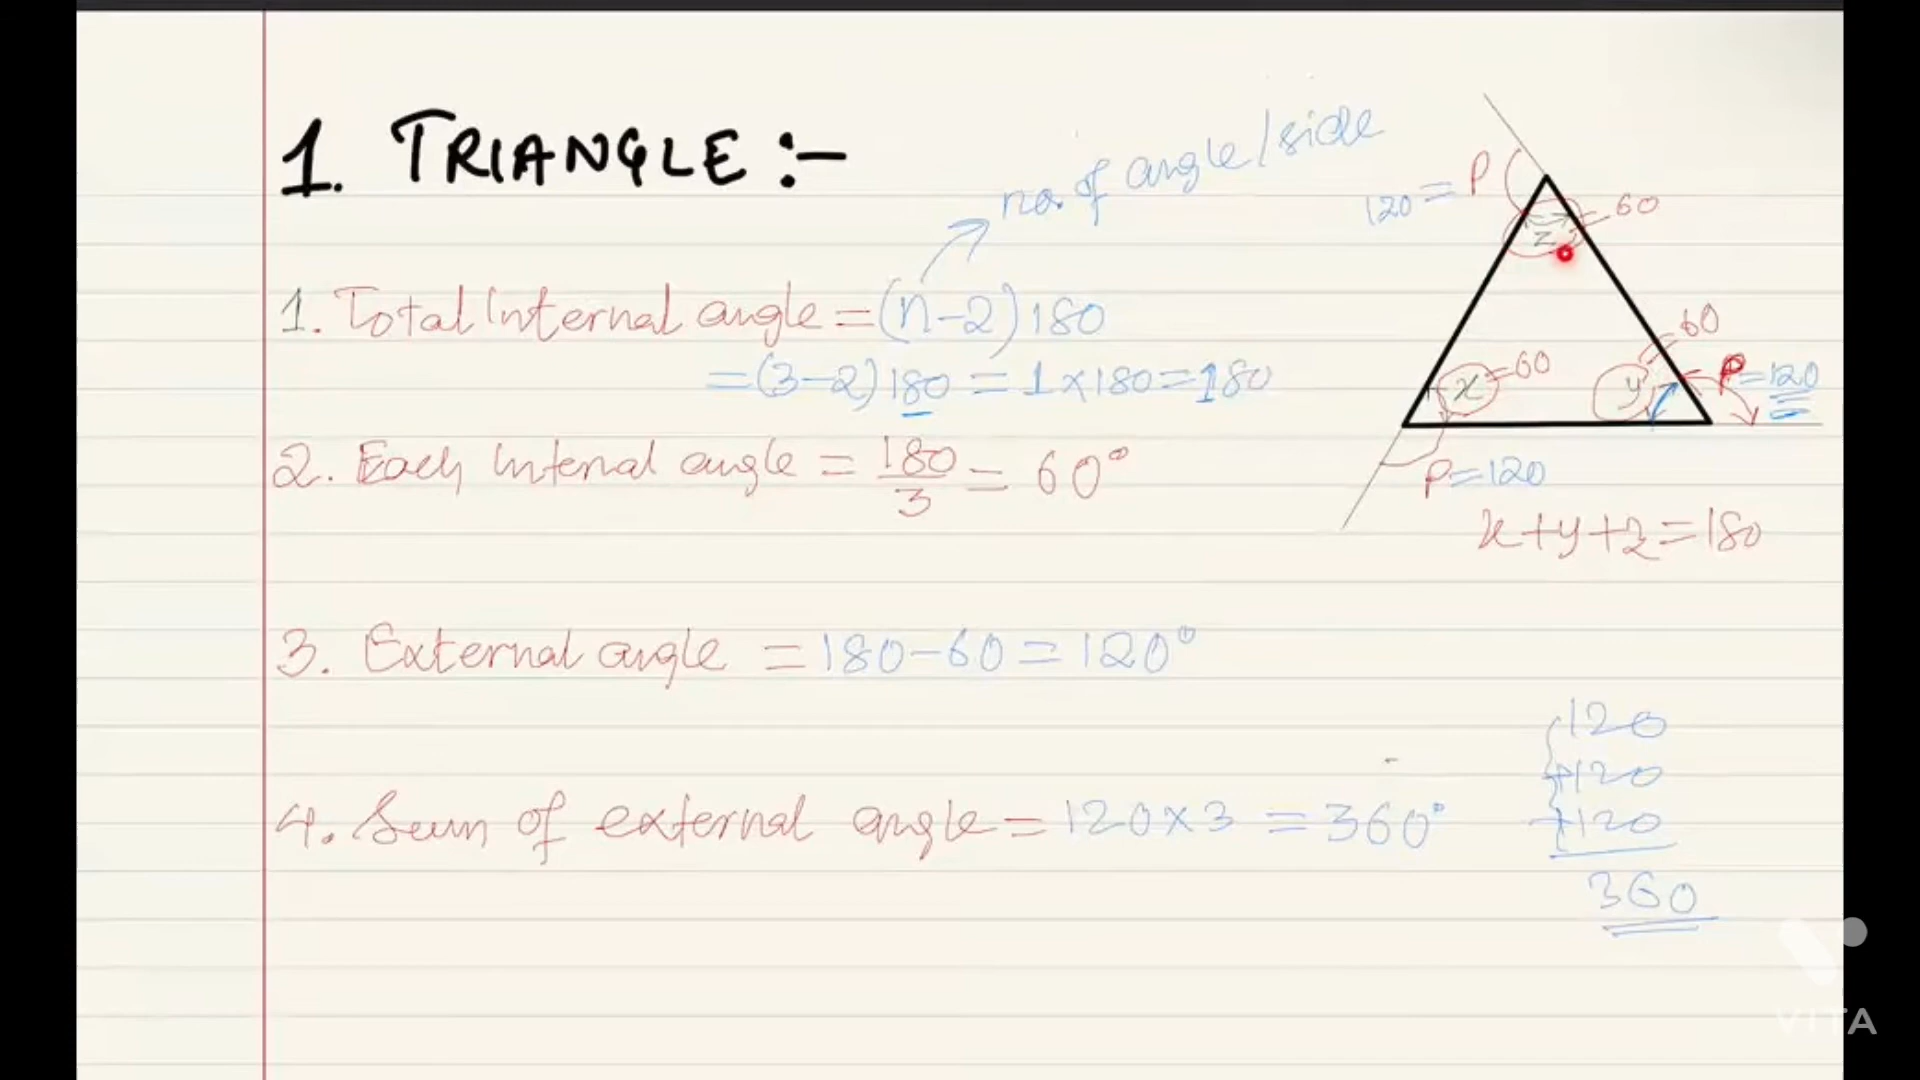 1. TRIANGLE :-
no. of angle/side
1. Total Internal angle = (n-2)180
= (3-2)180 = 1×180 = 180
2. Each Internal angle = 180/3 = 60°
3. External angle = 180-60 = 120°
4. Sum of external angle = 120×3 = 360°
120 = P
z = 60
x = 60
y = 60
P = 120
P = 120
x+y+z = 180
120
+120
+120
360
VITA